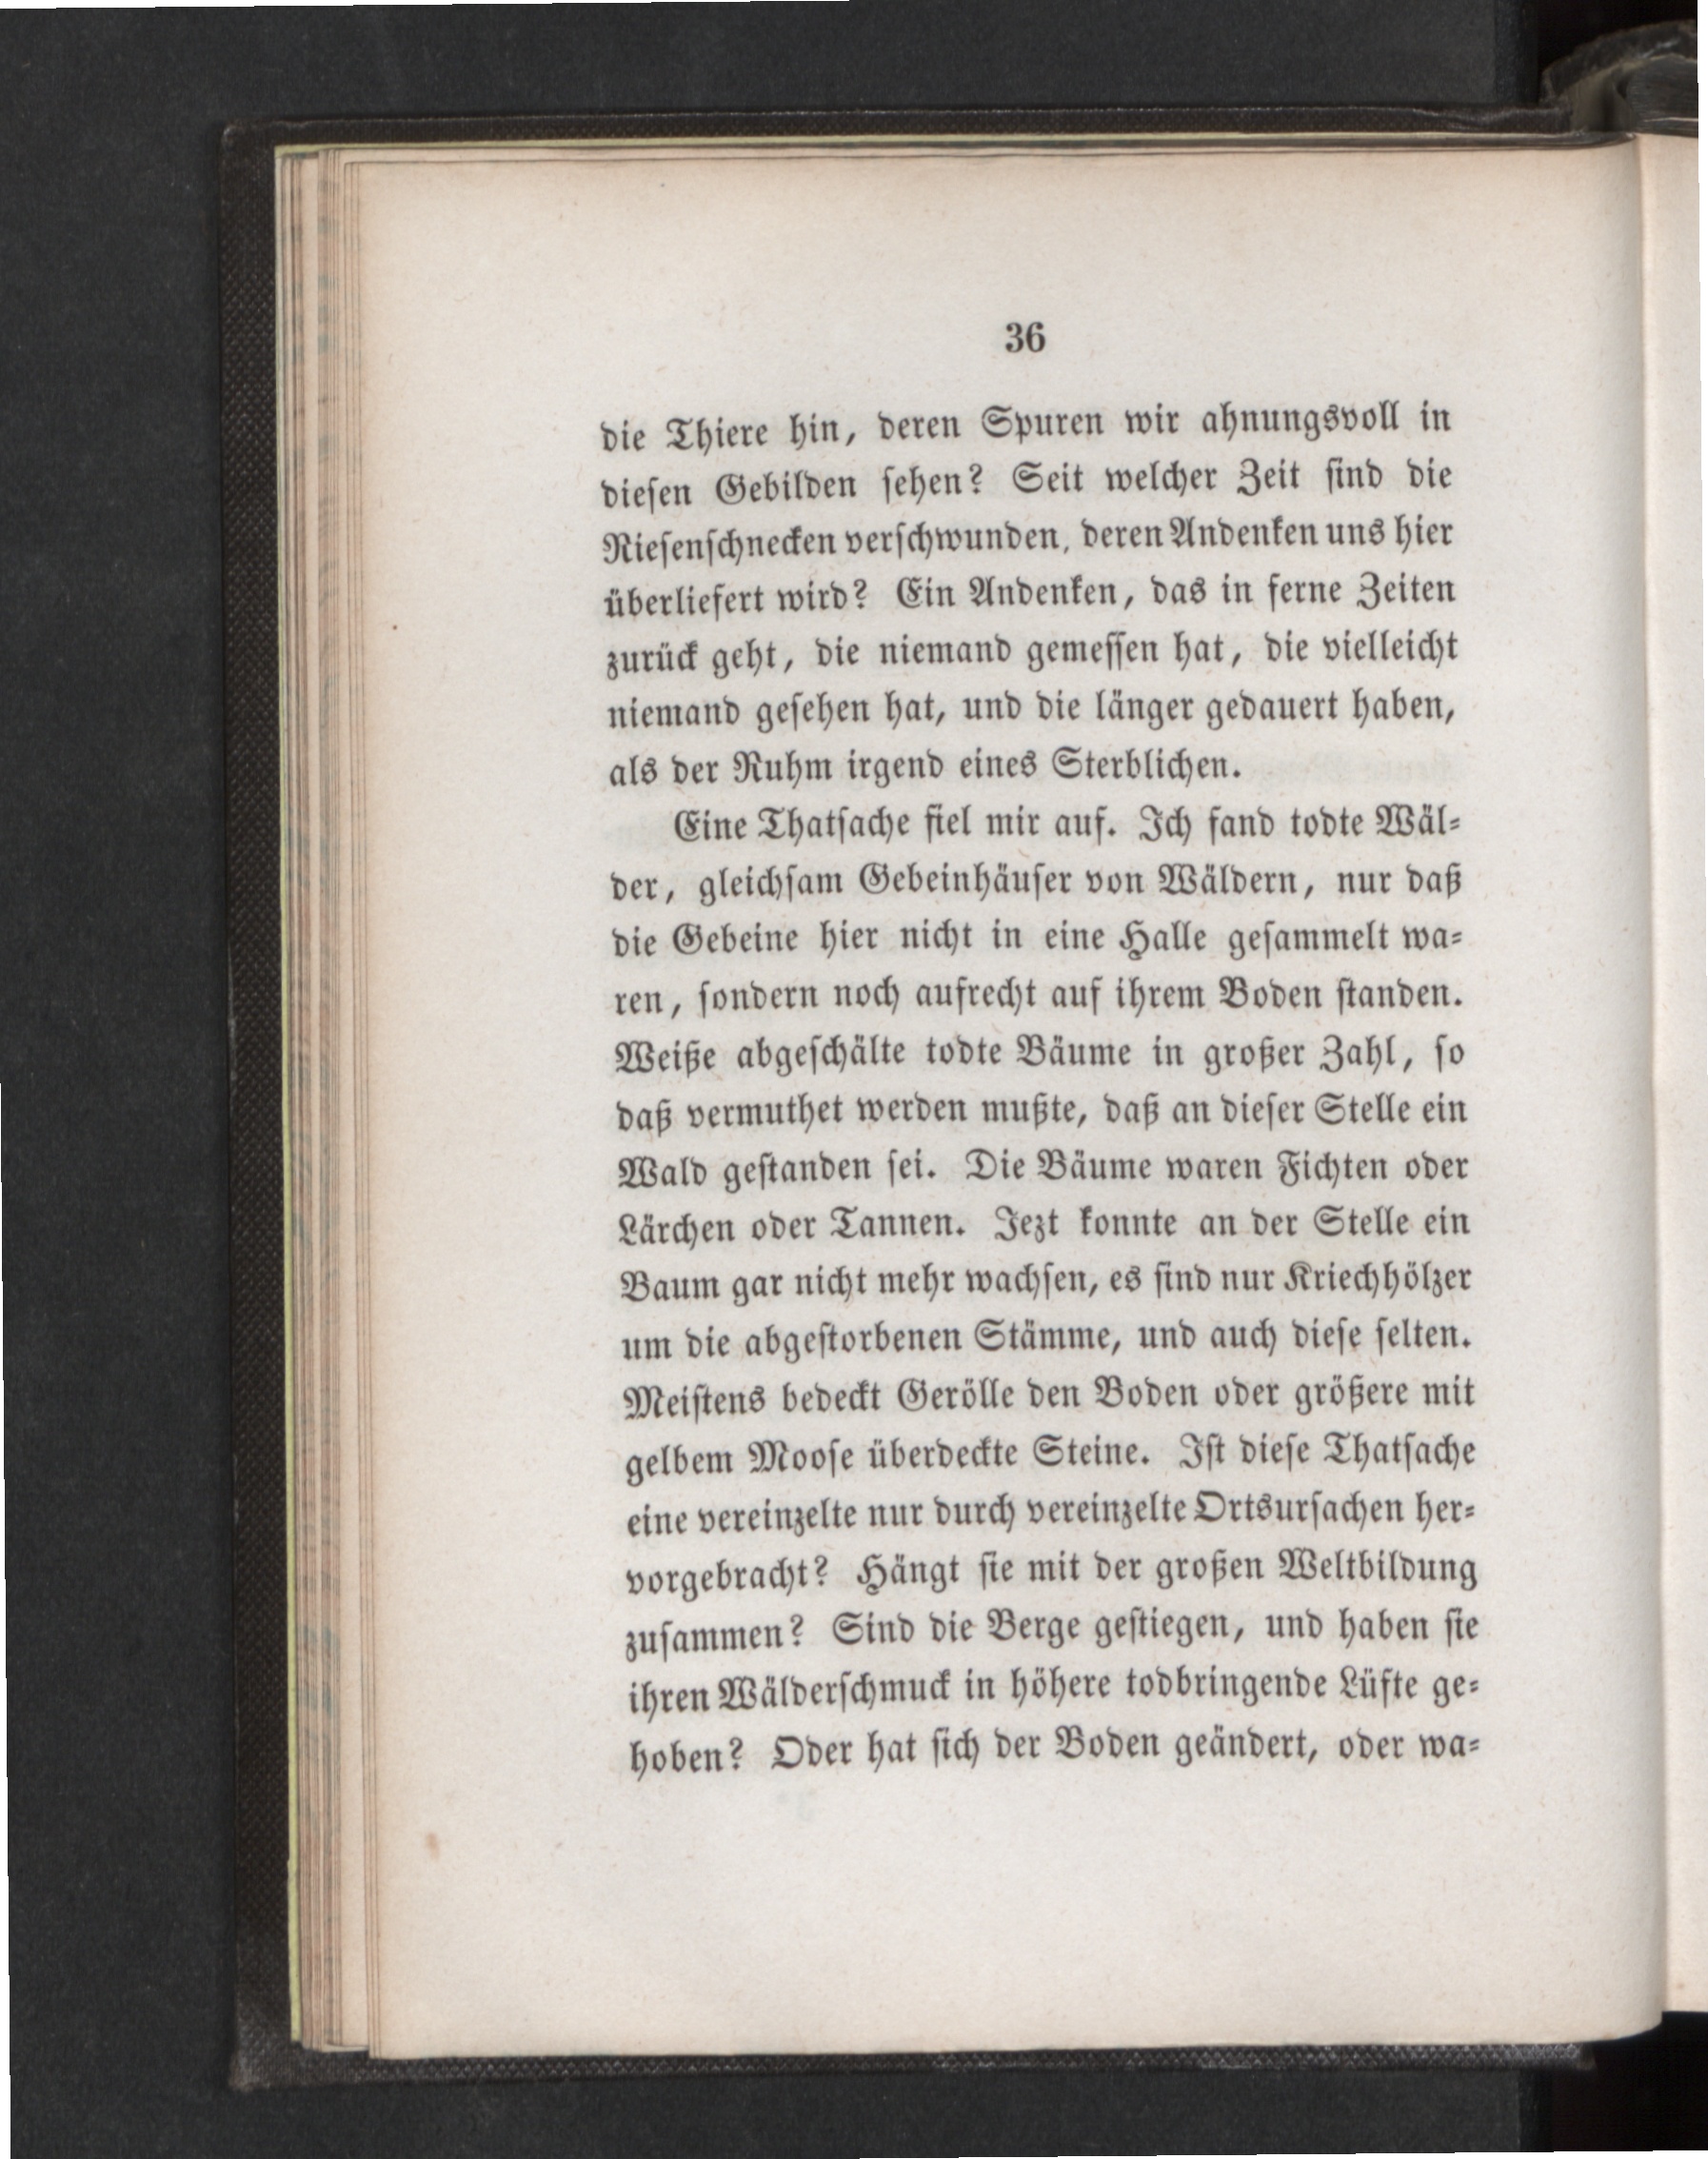 36
die Thiere hin, deren Spuren wir ahnungsvoll in
dieſen Gebilden ſehen? Seit welcher Zeit ſind die
Rieſenſchnecken verſchwunden, deren Andenken uns hier
überliefert wird? Ein Andenken, das in ferne Zeiten
zurück geht, die niemand gemeſſen hat, die vielleicht
niemand geſehen hat, und die länger gedauert haben,
als der Ruhm irgend eines Sterblichen.
Eine Thatſache fiel mir auf. Ich fand todte Wäl-
der, gleichſam Gebeinhäuſer von Wäldern, nur daß
die Gebeine hier nicht in eine Halle geſammelt wa-
ren, ſondern noch aufrecht auf ihrem Boden ſtanden.
Weiße abgeſchälte todte Bäume in großer Zahl, ſo
daß vermuthet werden mußte, daß an dieſer Stelle ein
Wald geſtanden ſei. Die Bäume waren Fichten oder
Lärchen oder Tannen. Jezt konnte an der Stelle ein
Baum gar nicht mehr wachſen, es ſind nur Kriechhölzer
um die abgeſtorbenen Stämme, und auch dieſe ſelten.
Meiſtens bedeckt Gerölle den Boden oder größere mit
gelbem Mooſe überdeckte Steine. Iſt dieſe Thatſache
eine vereinzelte nur durch vereinzelte Ortsurſachen her-
vorgebracht? Hängt ſie mit der großen Weltbildung
zuſammen? Sind die Berge geſtiegen, und haben ſie
ihren Wälderſchmuck in höhere todbringende Lüfte ge-
hoben? Oder hat ſich der Boden geändert, oder wa-